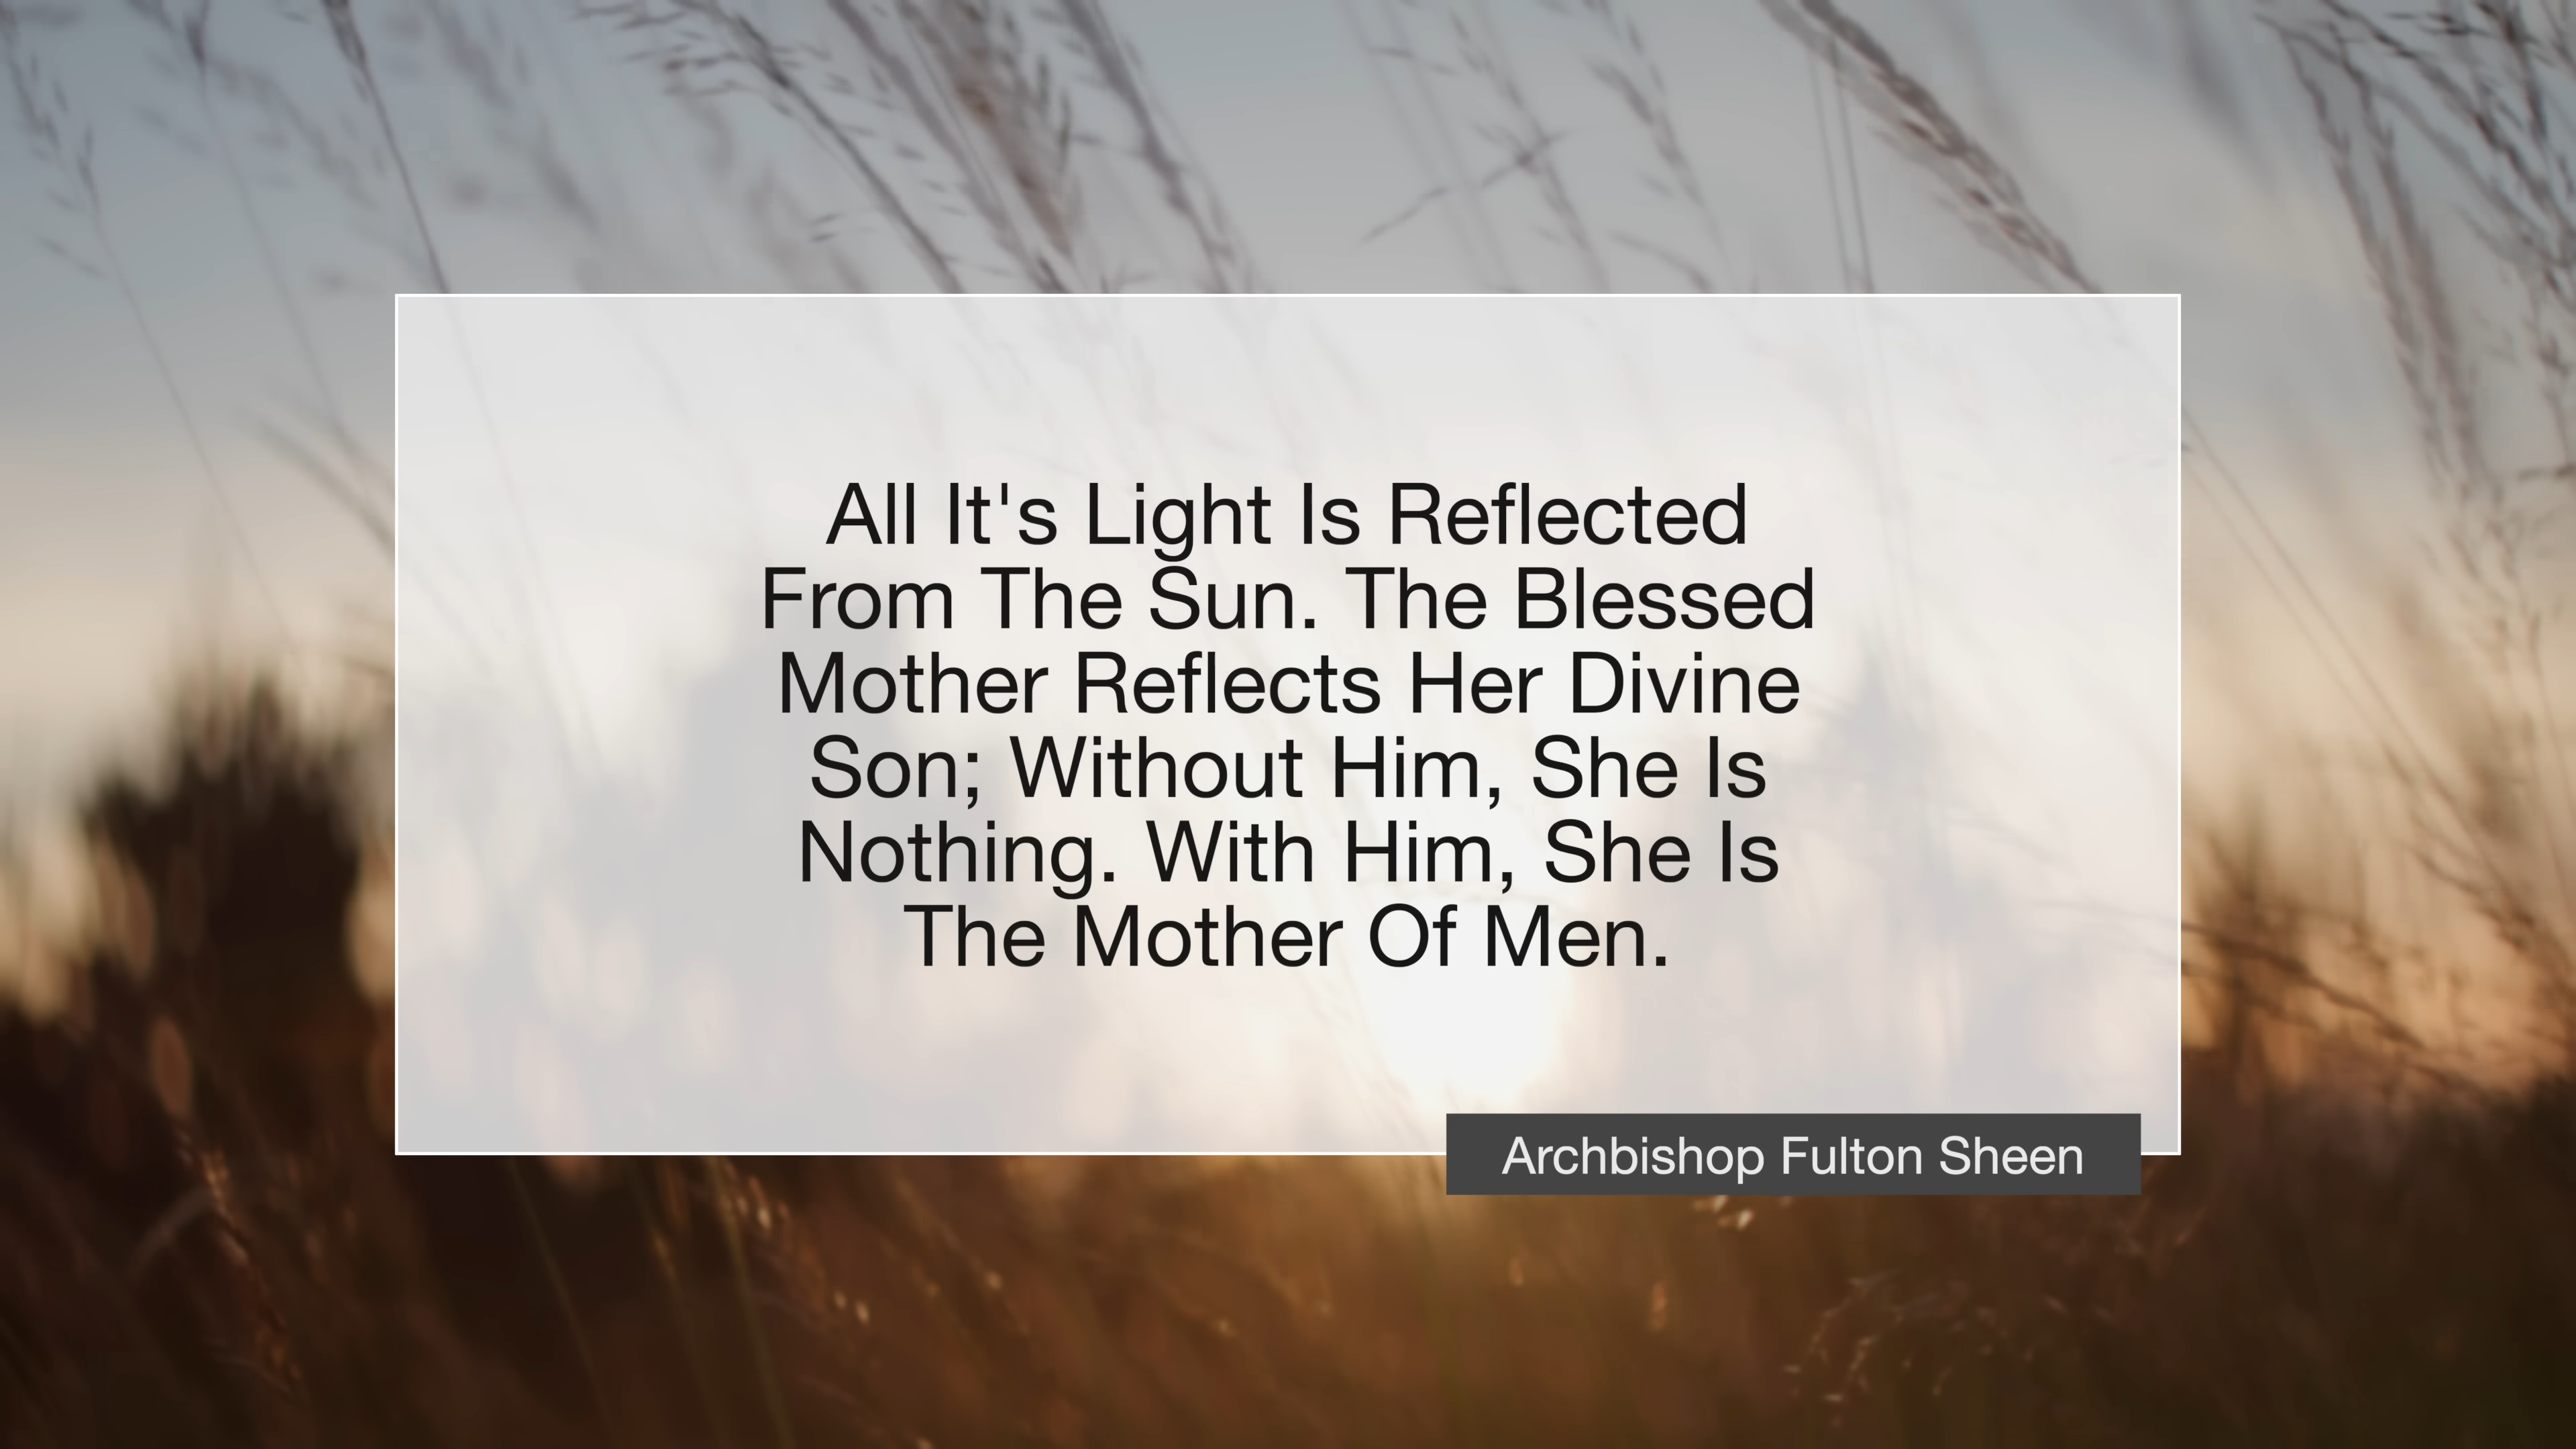 All It's Light Is Reflected
From The Sun. The Blessed
Mother Reflects Her Divine
Son; Without Him, She Is
Nothing. With Him, She Is
The Mother Of Men.
Archbishop Fulton Sheen